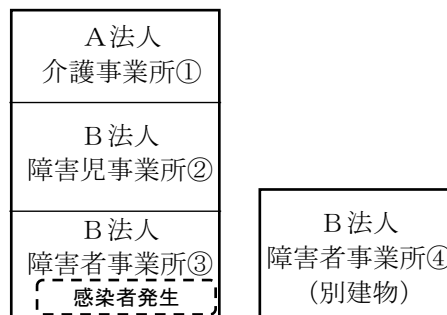 A法人
介護事業所①
B法人
障害児事業所②
B法人
障害者事業所③
感染者発生
B法人
障害者事業所④
(別建物)